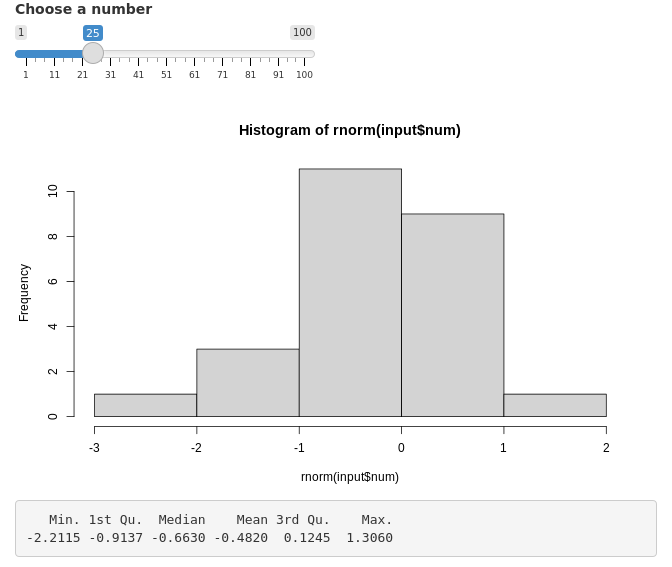 Choose a number
1 25 100
1 11 21 31 41 51 61 71 81 91 100
Histogram of rnorm(input$num)
Frequency
10
8
6
4
2
0
-3 -2 -1 0 1 2
rnorm(input$num)
Min. 1st Qu. Median Mean 3rd Qu. Max.
-2.2115 -0.9137 -0.6630 -0.4820 0.1245 1.3060